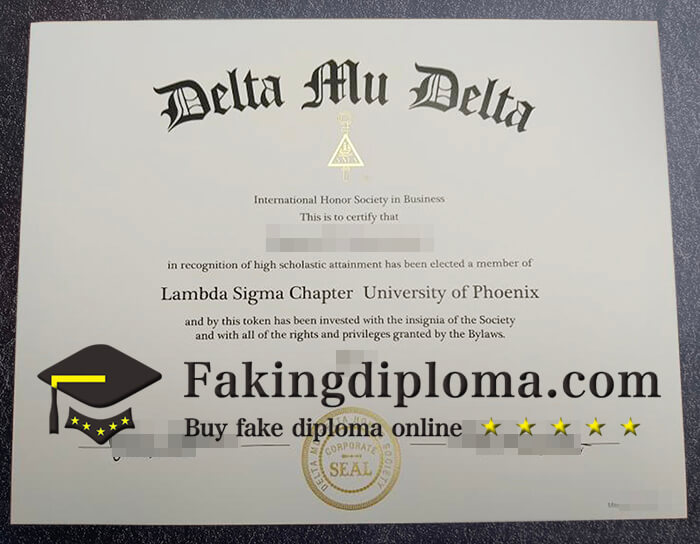 Delta Mu Delta
International Honor Society in Business
This is to certify that
in recognition of high scholastic attainment has been elected a member of
Lambda Sigma Chapter University of Phoenix
and by this token has been invested with the insignia of the Society
and with all of the rights and privileges granted by the Bylaws.
Fakingdiploma.com
Buy fake diploma online
CORPORATE
SEAL